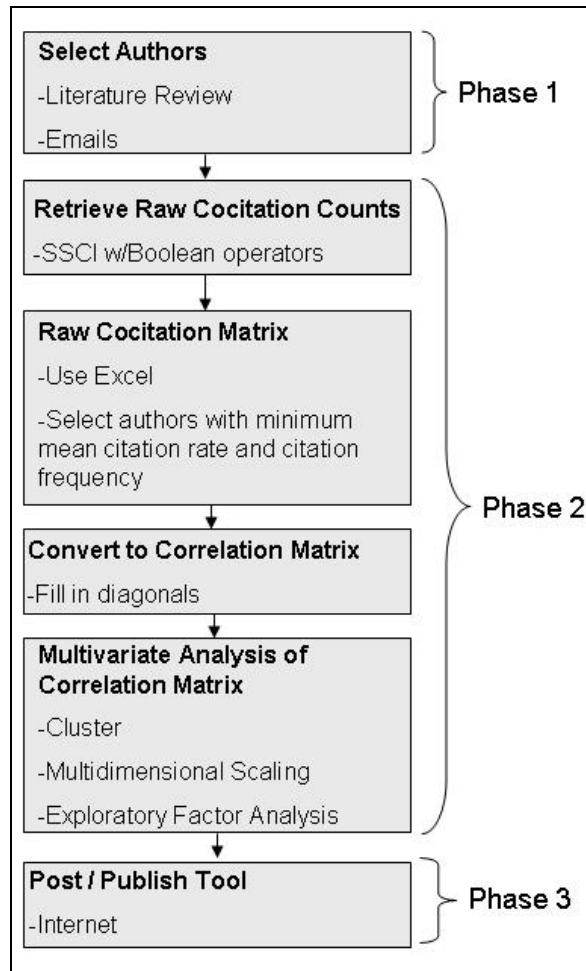 Select Authors
-Literature Review
-Emails
Phase 1
Retrieve Raw Cocitation Counts
-SSCI w/Boolean operators
Raw Cocitation Matrix
-Use Excel
-Select authors with minimum
mean citation rate and citation
frequency
Convert to Correlation Matrix
-Fill in diagonals
Multivariate Analysis of
Correlation Matrix
-Cluster
-Multidimensional Scaling
-Exploratory Factor Analysis
Phase 2
Post / Publish Tool
-Internet
Phase 3